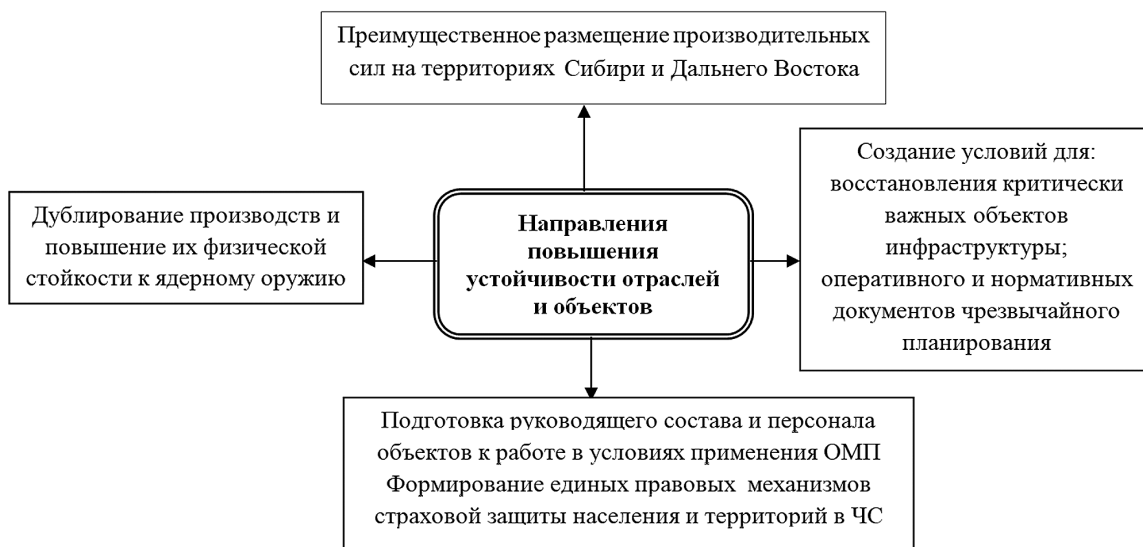 Преимущественное размещение производительных
сил на территориях Сибири и Дальнего Востока
Дублирование производств и
повышение их физической
стойкости к ядерному оружию
Направления
повышения
устойчивости отраслей
и объектов
Создание условий для:
восстановления критически
важных объектов
инфраструктуры;
оперативного и нормативных
документов чрезвычайного
планирования
Подготовка руководящего состава и персонала
объектов к работе в условиях применения ОМП
Формирование единых правовых механизмов
страховой защиты населения и территорий в ЧС